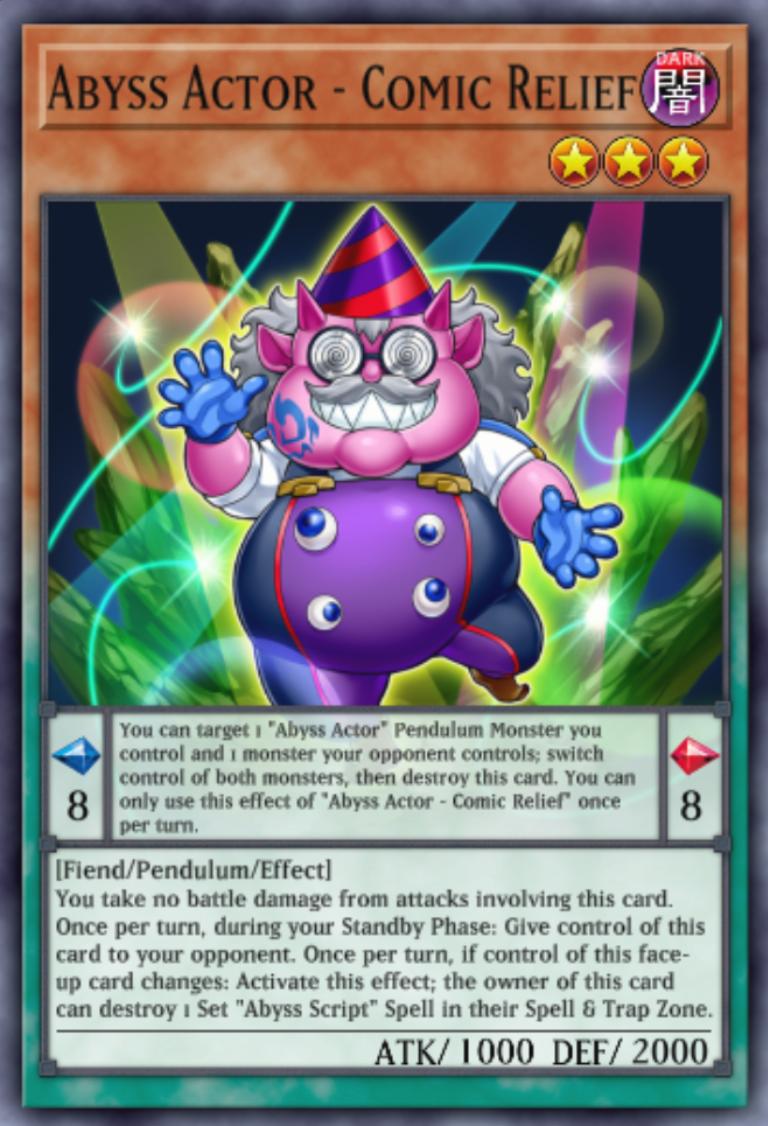 Abyss Actor - Comic Relief
DARK
闇
You can target 1 "Abyss Actor" Pendulum Monster you
control and 1 monster your opponent controls; switch
control of both monsters, then destroy this card. You can
only use this effect of "Abyss Actor - Comic Relief" once
per turn.
8
8
[Fiend/Pendulum/Effect]
You take no battle damage from attacks involving this card.
Once per turn, during your Standby Phase: Give control of this
card to your opponent. Once per turn, if control of this face-
up card changes: Activate this effect; the owner of this card
can destroy 1 Set "Abyss Script" Spell in their Spell & Trap Zone.
ATK/ 1000 DEF/ 2000